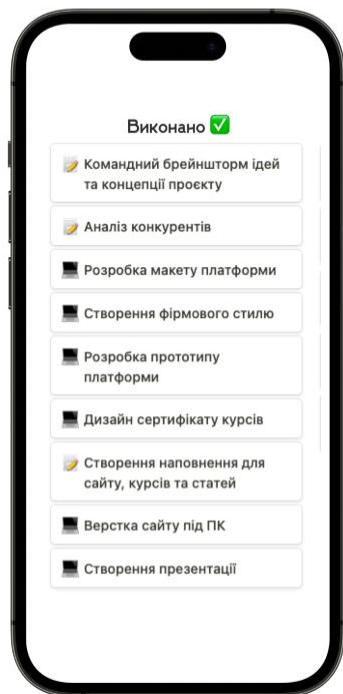 Виконано ✅
📝 Командний брейншторм ідей
та концепції проєкту
📝 Аналіз конкурентів
💻 Розробка макету платформи
💻 Створення фірмового стилю
💻 Розробка прототипу
платформи
💻 Дизайн сертифікату курсів
📝 Створення наповнення для
сайту, курсів та статей
💻 Верстка сайту під ПК
💻 Створення презентації